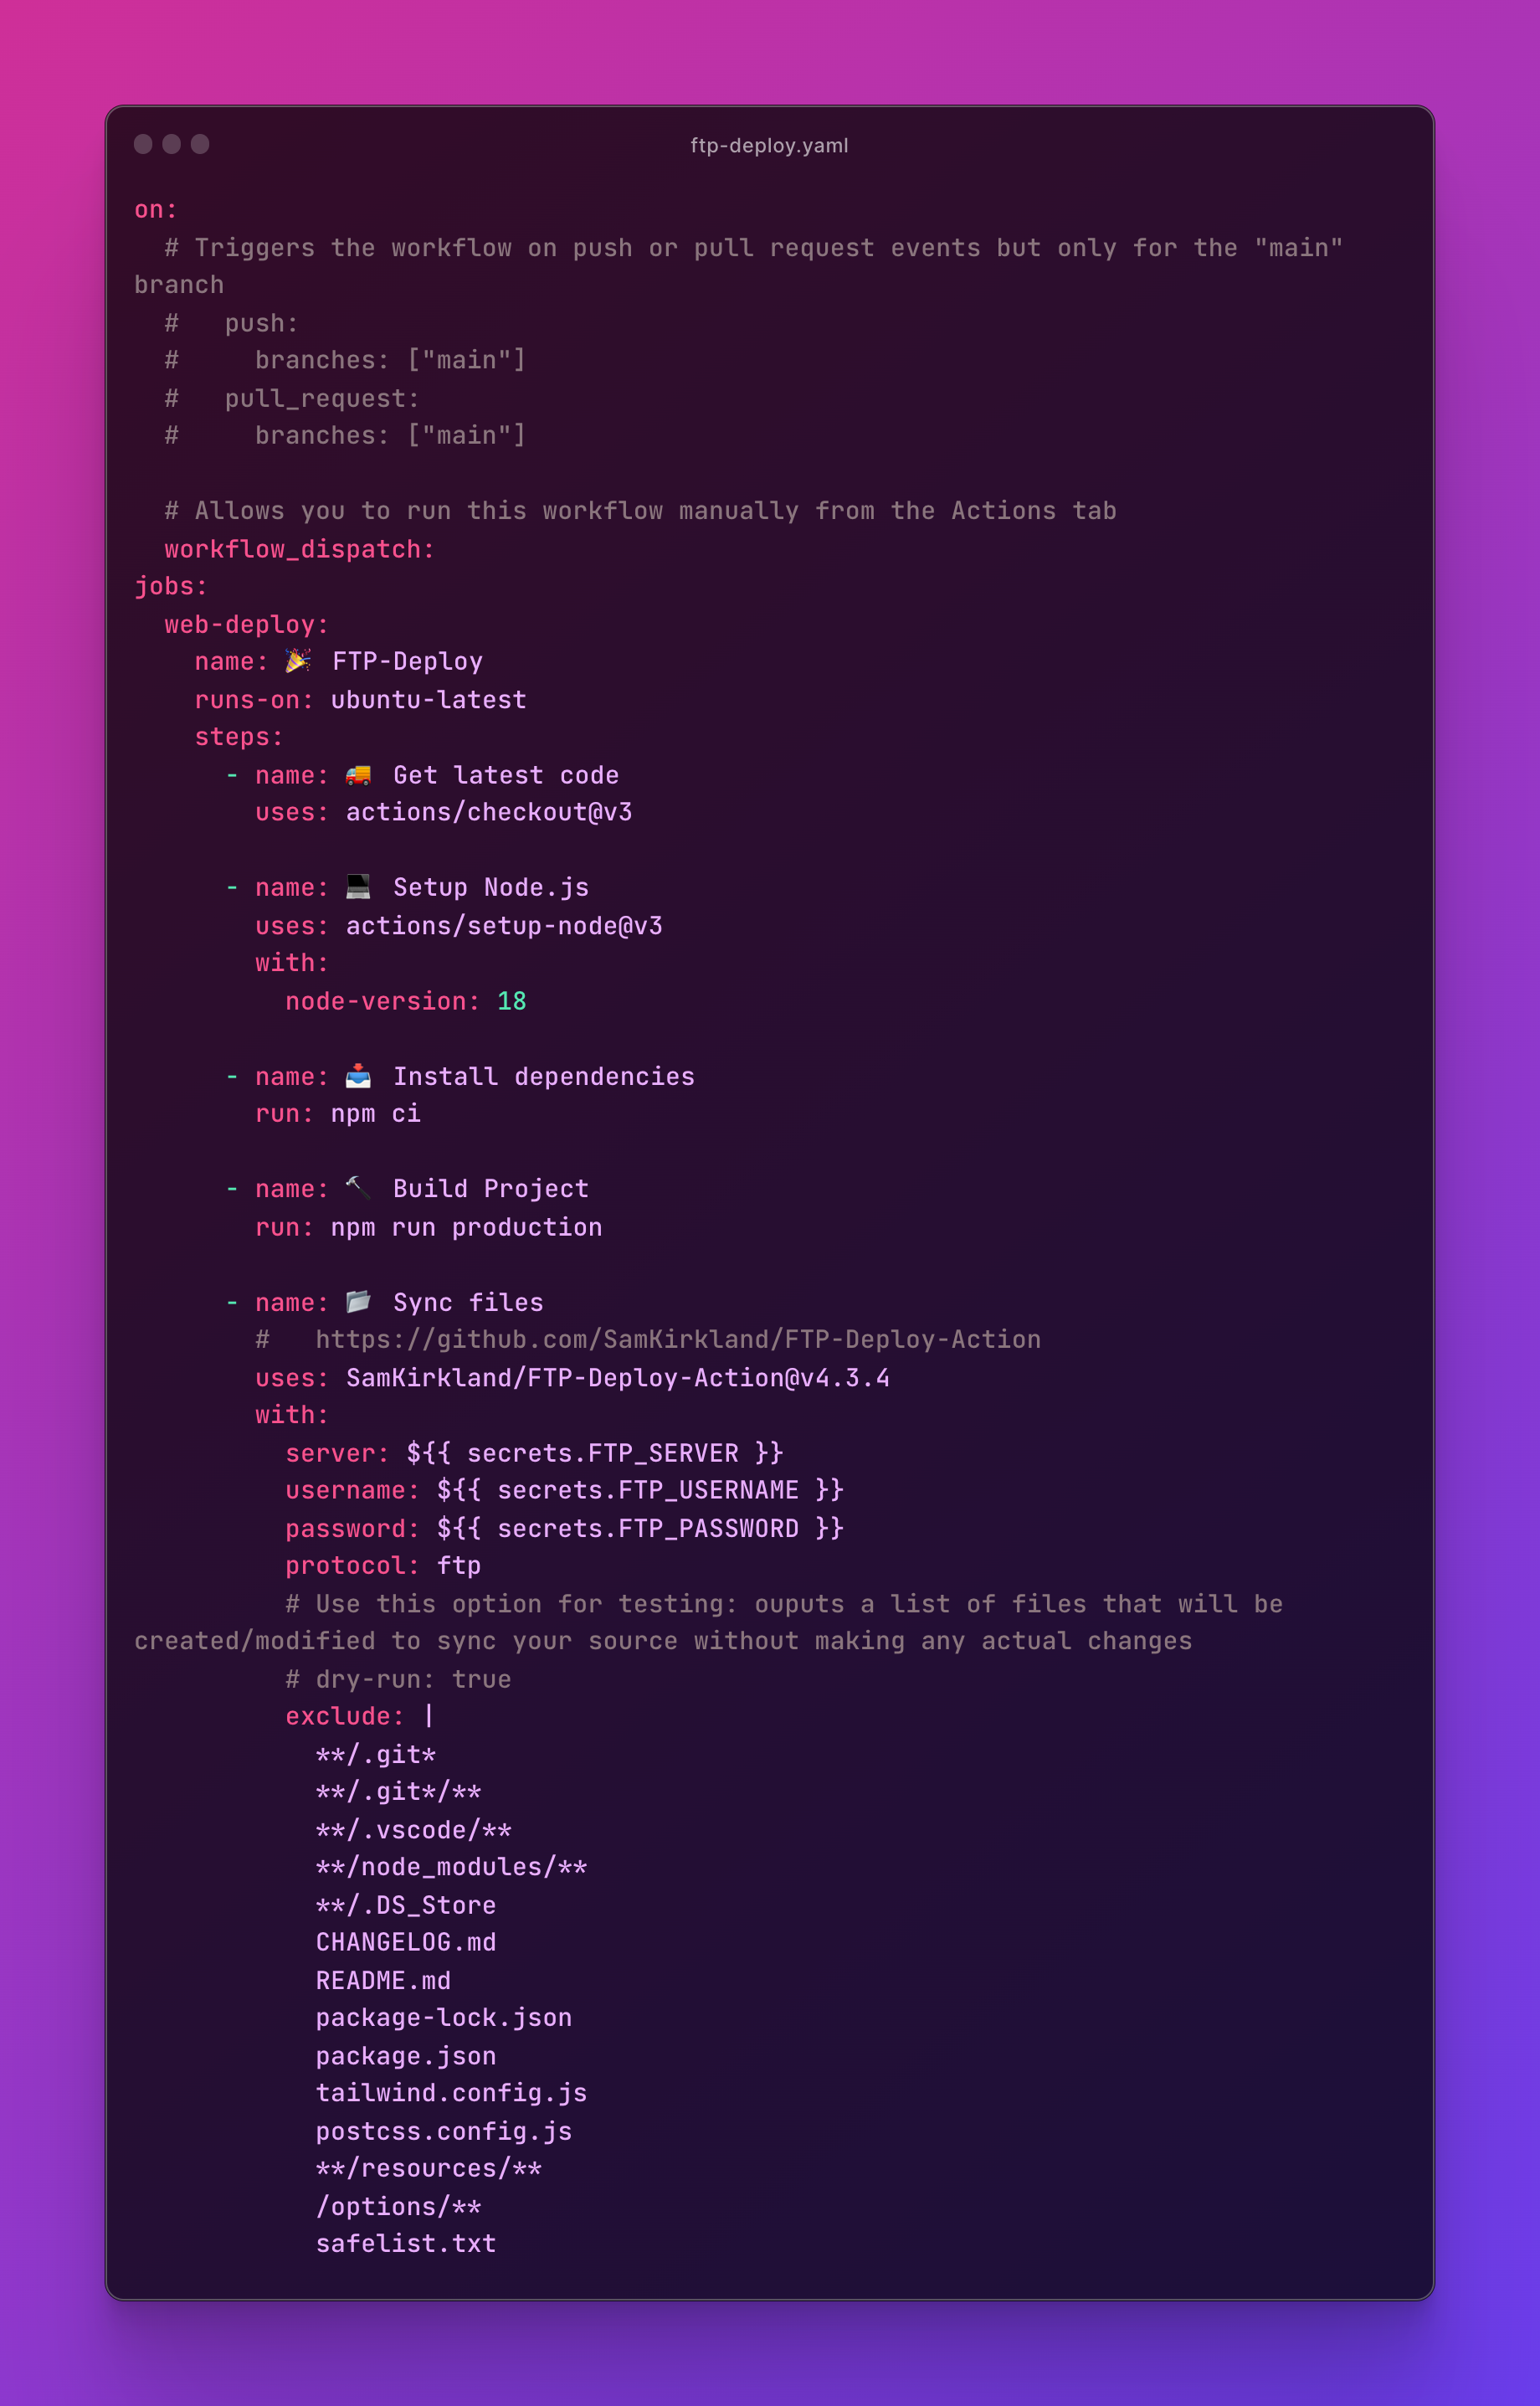 ftp-deploy.yaml
on:
  # Triggers the workflow on push or pull request events but only for the "main"
branch
  #   push:
  #     branches: ["main"]
  #   pull_request:
  #     branches: ["main"]

  # Allows you to run this workflow manually from the Actions tab
  workflow_dispatch:
jobs:
  web-deploy:
    name: 🎉 FTP-Deploy
    runs-on: ubuntu-latest
    steps:
      - name: 🚚 Get latest code
        uses: actions/checkout@v3

      - name: 💻 Setup Node.js
        uses: actions/setup-node@v3
        with:
          node-version: 18

      - name: 📥 Install dependencies
        run: npm ci

      - name: 🔨 Build Project
        run: npm run production

      - name: 📂 Sync files
        #   https://github.com/SamKirkland/FTP-Deploy-Action
        uses: SamKirkland/FTP-Deploy-Action@v4.3.4
        with:
          server: ${{ secrets.FTP_SERVER }}
          username: ${{ secrets.FTP_USERNAME }}
          password: ${{ secrets.FTP_PASSWORD }}
          protocol: ftp
          # Use this option for testing: ouputs a list of files that will be
created/modified to sync your source without making any actual changes
          # dry-run: true
          exclude: |
            **/.git*
            **/.git*/**
            **/.vscode/**
            **/node_modules/**
            **/.DS_Store
            CHANGELOG.md
            README.md
            package-lock.json
            package.json
            tailwind.config.js
            postcss.config.js
            **/resources/**
            /options/**
            safelist.txt